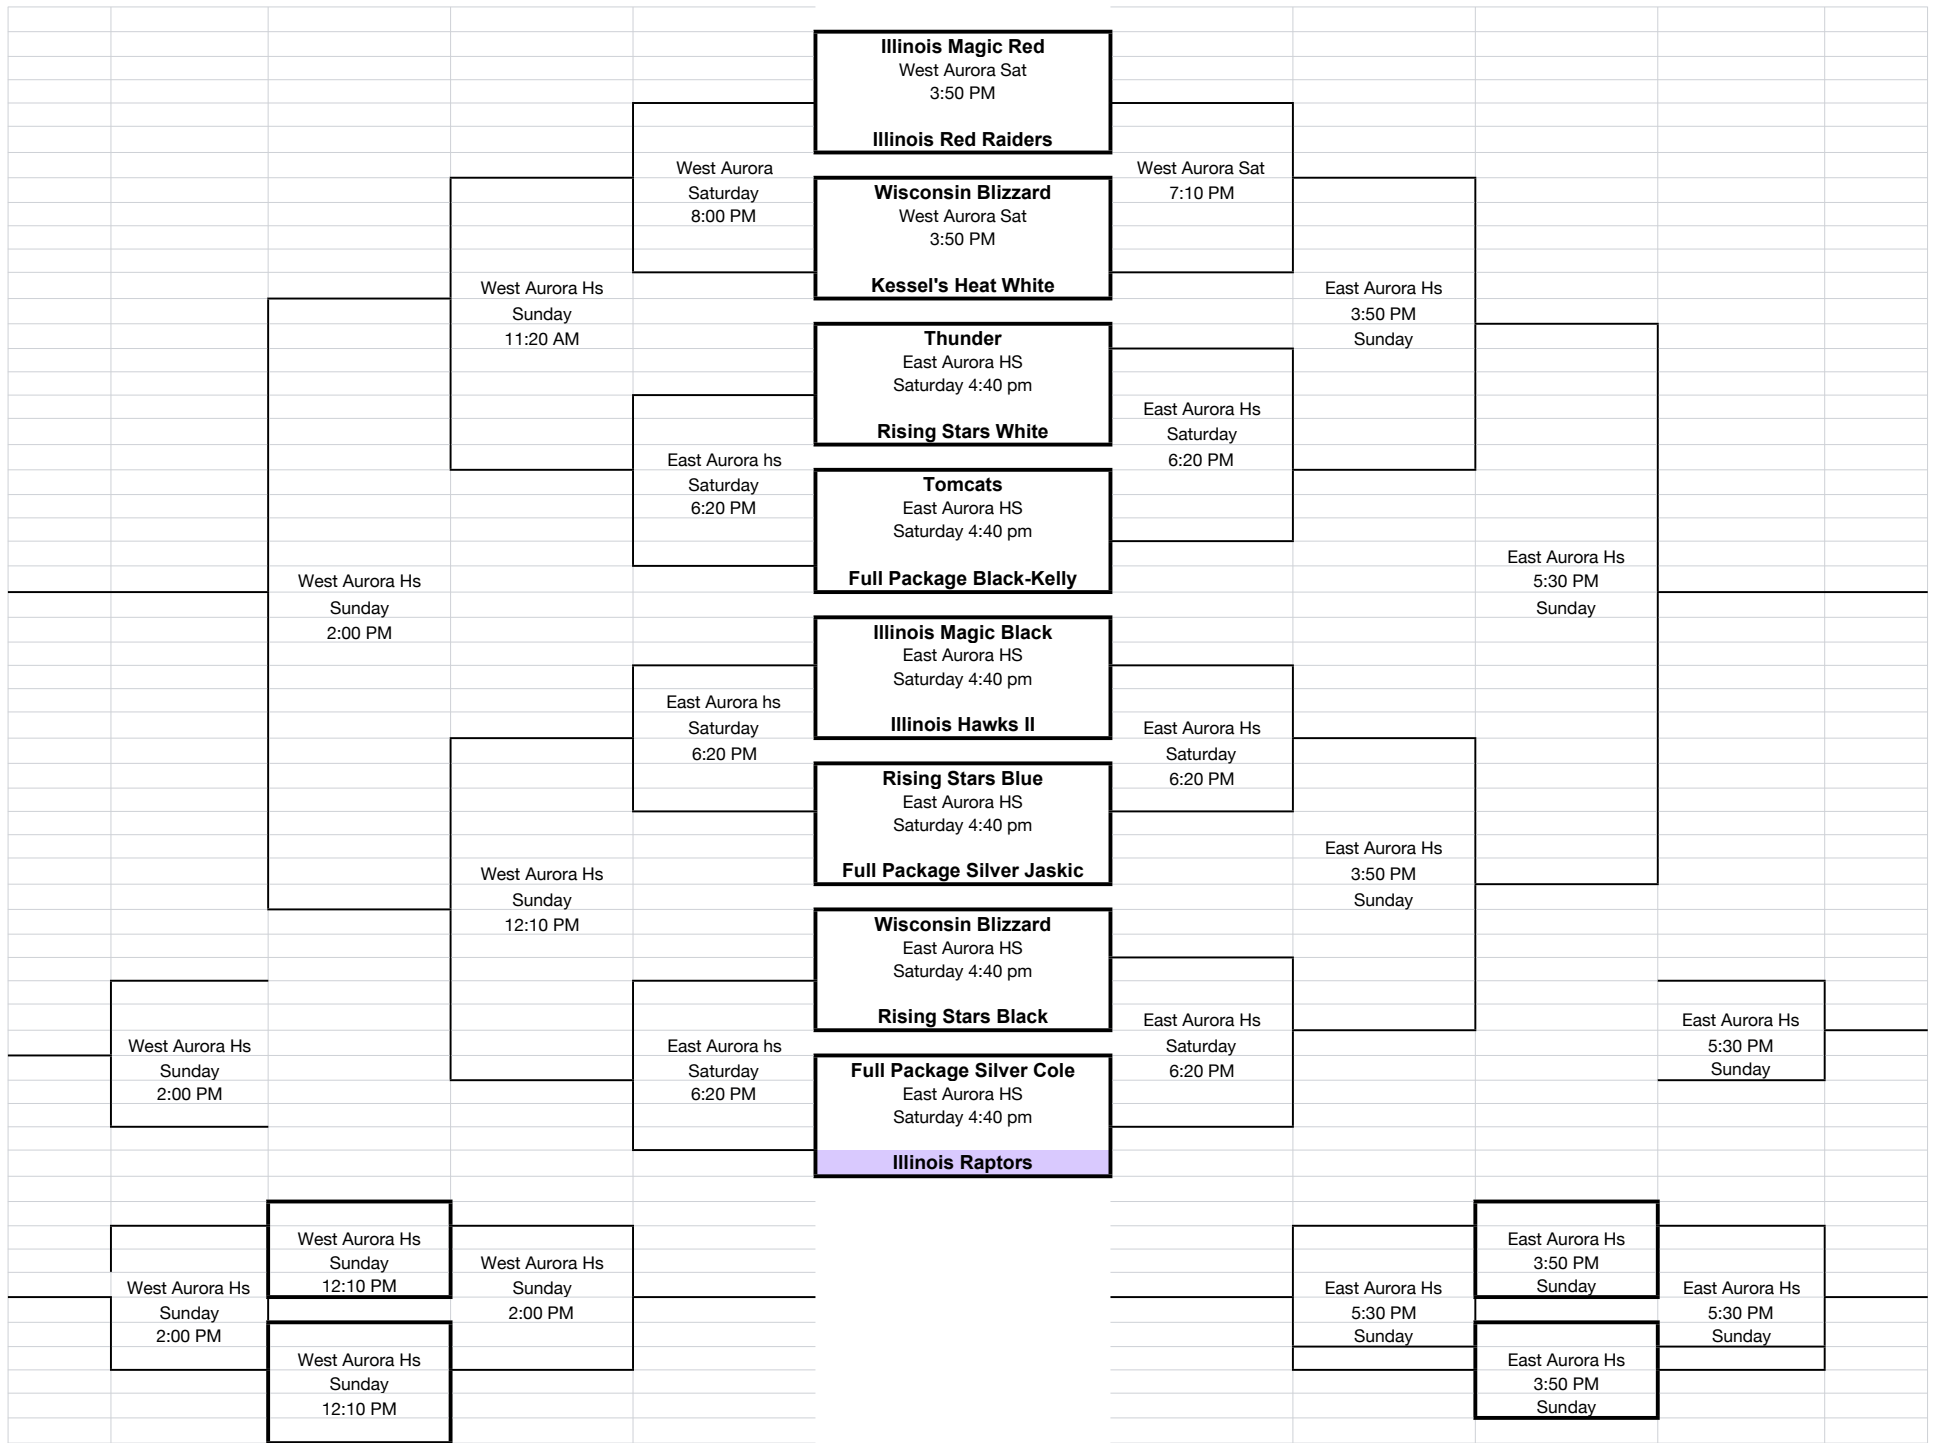 Illinois Magic Red
West Aurora Sat
3:50 PM
Illinois Red Raiders
West Aurora
Saturday
8:00 PM
West Aurora Sat
7:10 PM
Wisconsin Blizzard
West Aurora Sat
3:50 PM
Kessel's Heat White
West Aurora Hs
Sunday
11:20 AM
East Aurora Hs
3:50 PM
Sunday
Thunder
East Aurora HS
Saturday 4:40 pm
Rising Stars White
East Aurora hs
Saturday
6:20 PM
East Aurora Hs
Saturday
6:20 PM
Tomcats
East Aurora HS
Saturday 4:40 pm
Full Package Black-Kelly
West Aurora Hs
Sunday
2:00 PM
East Aurora Hs
5:30 PM
Sunday
Illinois Magic Black
East Aurora HS
Saturday 4:40 pm
Illinois Hawks II
East Aurora hs
Saturday
6:20 PM
East Aurora Hs
Saturday
6:20 PM
Rising Stars Blue
East Aurora HS
Saturday 4:40 pm
Full Package Silver Jaskic
West Aurora Hs
Sunday
12:10 PM
East Aurora Hs
3:50 PM
Sunday
Wisconsin Blizzard
East Aurora HS
Saturday 4:40 pm
Rising Stars Black
West Aurora Hs
Sunday
2:00 PM
East Aurora hs
Saturday
6:20 PM
East Aurora Hs
Saturday
6:20 PM
East Aurora Hs
5:30 PM
Sunday
Full Package Silver Cole
East Aurora HS
Saturday 4:40 pm
Illinois Raptors
West Aurora Hs
Sunday
12:10 PM
West Aurora Hs
Sunday
2:00 PM
West Aurora Hs
Sunday
2:00 PM
West Aurora Hs
Sunday
12:10 PM
East Aurora Hs
3:50 PM
Sunday
East Aurora Hs
5:30 PM
Sunday
East Aurora Hs
5:30 PM
Sunday
East Aurora Hs
3:50 PM
Sunday